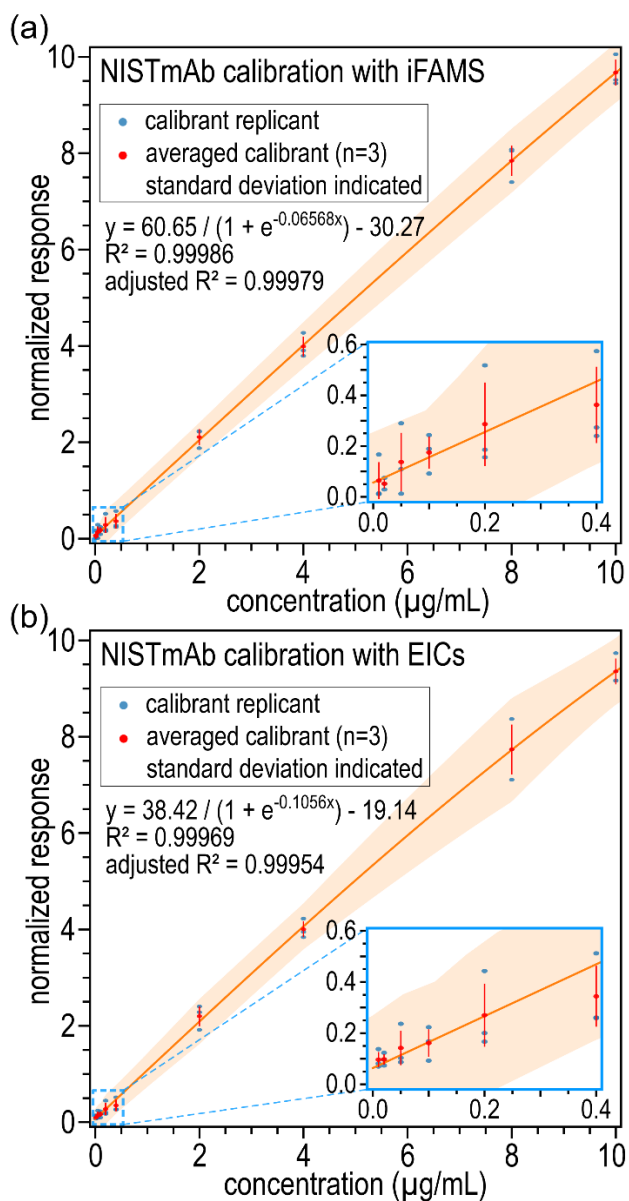 (a)
NISTmAb calibration with iFAMS
calibrant replicant
averaged calibrant (n=3)
standard deviation indicated
y = 60.65 / (1 + e^-0.06568x) - 30.27
R² = 0.99986
adjusted R² = 0.99979
normalized response
10
8
6
4
2
0
0.6
0.4
0.2
0.0
0.0 0.2 0.4
0 2 4 6 8 10
concentration (µg/mL)
(b)
NISTmAb calibration with EICs
calibrant replicant
averaged calibrant (n=3)
standard deviation indicated
y = 38.42 / (1 + e^-0.1056x) - 19.14
R² = 0.99969
adjusted R² = 0.99954
normalized response
10
8
6
4
2
0
0.6
0.4
0.2
0.0
0.0 0.2 0.4
0 2 4 6 8 10
concentration (µg/mL)